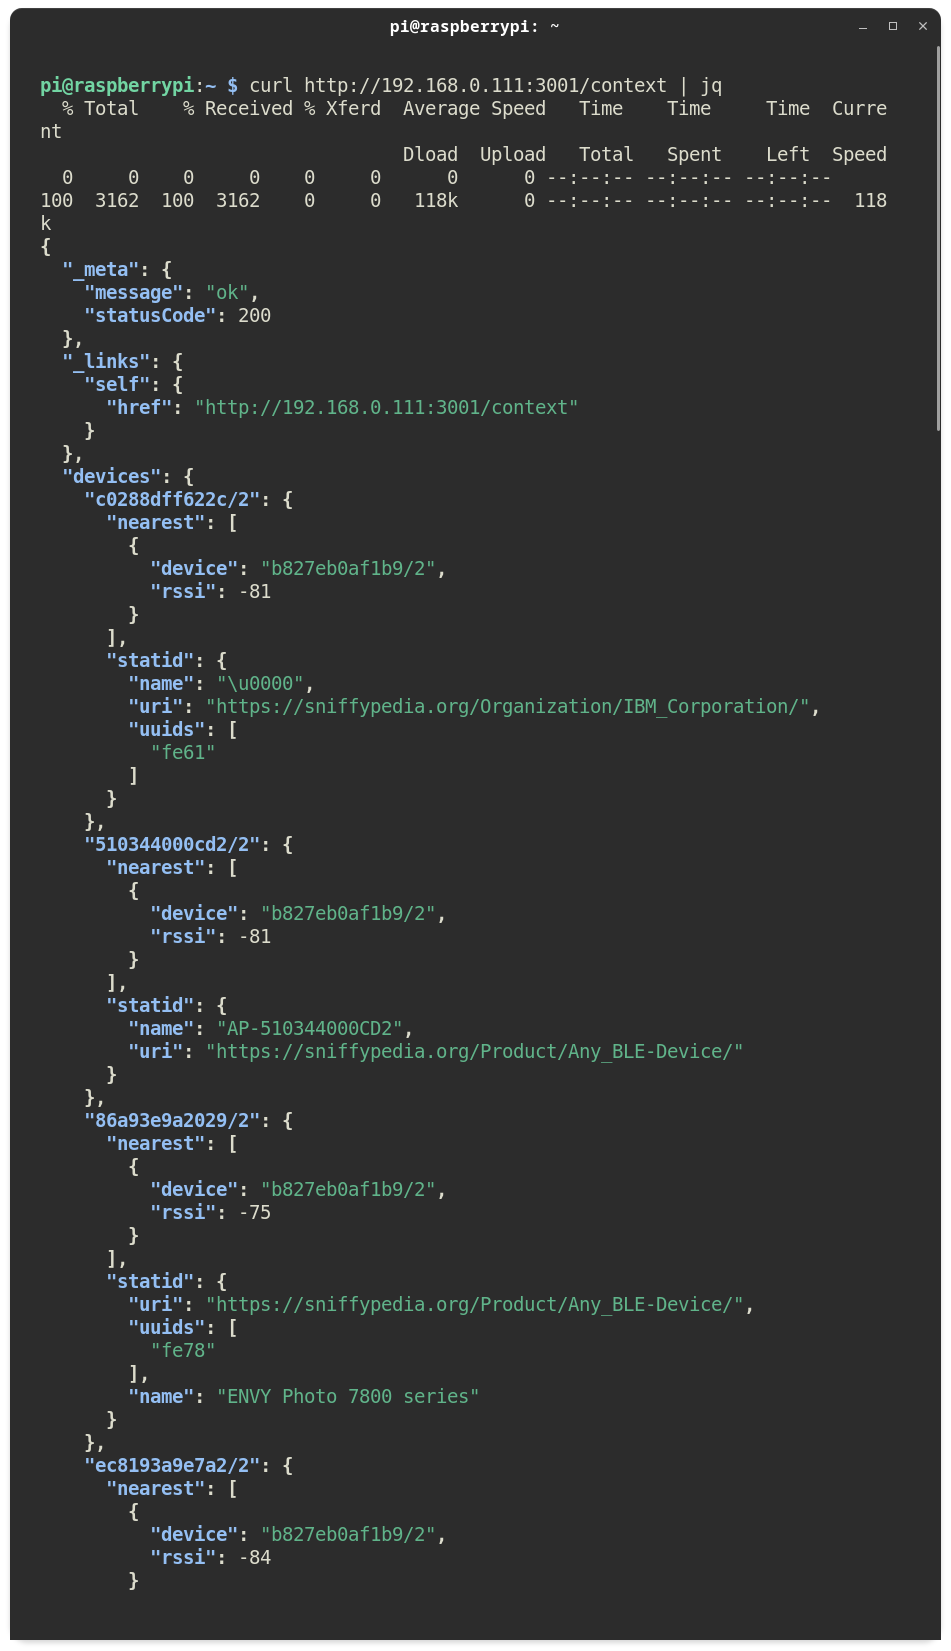 pi@raspberrypi: ~
pi@raspberrypi:~ $ curl http://192.168.0.111:3001/context | jq
  % Total    % Received % Xferd  Average Speed   Time    Time     Time  Curre
nt
                                 Dload  Upload   Total   Spent    Left  Speed
  0     0    0     0    0     0      0      0 --:--:-- --:--:-- --:--:--
100  3162  100  3162    0     0   118k      0 --:--:-- --:--:-- --:--:--  118
k
{
  "_meta": {
    "message": "ok",
    "statusCode": 200
  },
  "_links": {
    "self": {
      "href": "http://192.168.0.111:3001/context"
    }
  },
  "devices": {
    "c0288dff622c/2": {
      "nearest": [
        {
          "device": "b827eb0af1b9/2",
          "rssi": -81
        }
      ],
      "statid": {
        "name": "\u0000",
        "uri": "https://sniffypedia.org/Organization/IBM_Corporation/",
        "uuids": [
          "fe61"
        ]
      }
    },
    "510344000cd2/2": {
      "nearest": [
        {
          "device": "b827eb0af1b9/2",
          "rssi": -81
        }
      ],
      "statid": {
        "name": "AP-510344000CD2",
        "uri": "https://sniffypedia.org/Product/Any_BLE-Device/"
      }
    },
    "86a93e9a2029/2": {
      "nearest": [
        {
          "device": "b827eb0af1b9/2",
          "rssi": -75
        }
      ],
      "statid": {
        "uri": "https://sniffypedia.org/Product/Any_BLE-Device/",
        "uuids": [
          "fe78"
        ],
        "name": "ENVY Photo 7800 series"
      }
    },
    "ec8193a9e7a2/2": {
      "nearest": [
        {
          "device": "b827eb0af1b9/2",
          "rssi": -84
        }